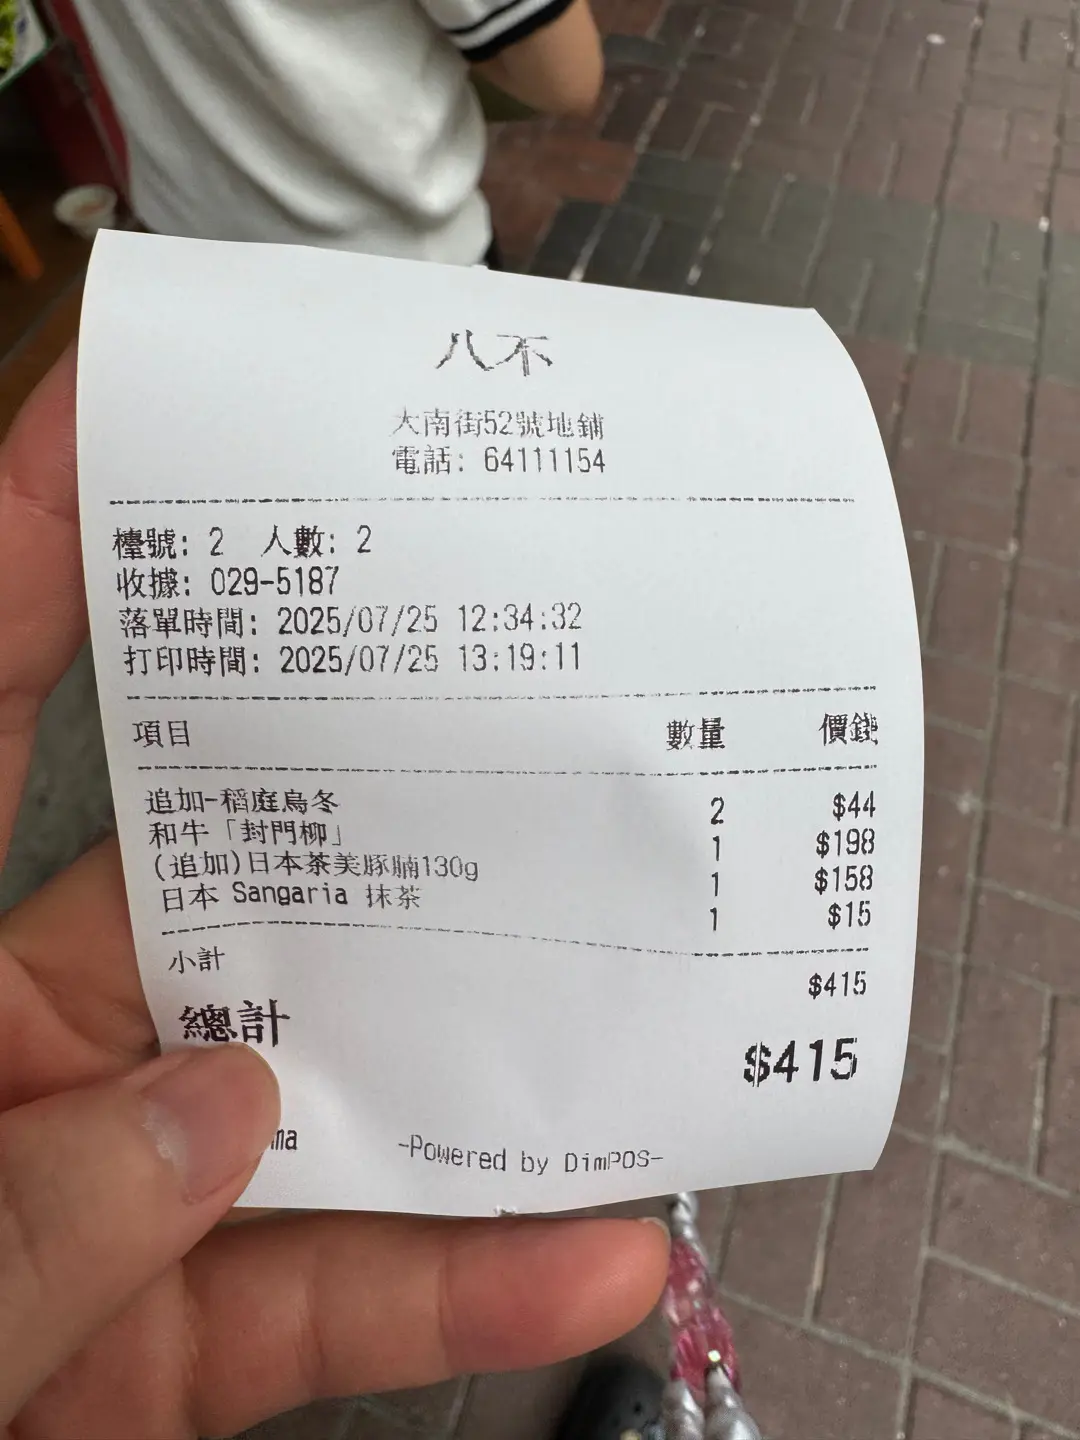 八不
大南街52號地鋪
電話: 64111154
檯號: 2 人數: 2
收據: 029-5187
落單時間: 2025/07/25 12:34:32
打印時間: 2025/07/25 13:19:11
項目 數量 價錢
追加-稻庭烏冬 2 $44
和牛「封門柳」 1 $198
(追加)日本茶美豚腩130g 1 $158
日本 Sangaria 抹茶 1 $15
小計 $415
總計 $415
-Powered by DimPOS-